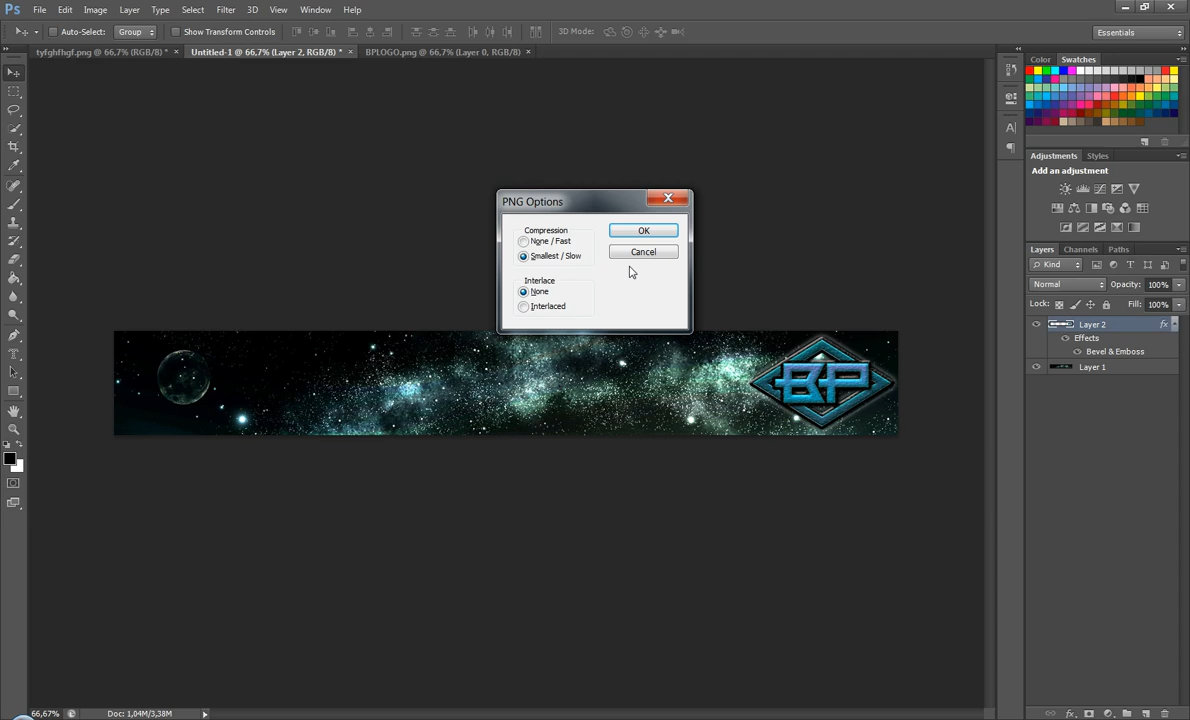 Ps File Edit Image Layer Type Select Filter 3D View Window Help
Auto-Select: Group Show Transform Controls 3D Mode: Essentials
tyfghfhgf.png @ 66,7% (RGB/8) * × Untitled-1 @ 66,7% (Layer 2, RGB/8) * × BPLOGO.png @ 66,7% (Layer 0, RGB/8) ×
Color Swatches
Adjustments Styles
Add an adjustment
PNG Options
Compression
None / Fast
Smallest / Slow
Interlace
None
Interlaced
OK
Cancel
Layers Channels Paths
Kind
Normal Opacity: 100%
Lock: Fill: 100%
Layer 2 fx
Effects
Bevel & Emboss
Layer 1
BP
66,67% Doc: 1,04M/3,38M